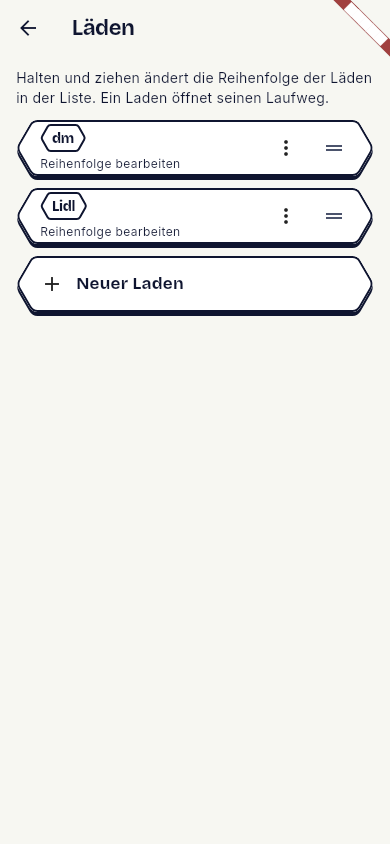 Läden
Halten und ziehen ändert die Reihenfolge der Läden
in der Liste. Ein Laden öffnet seinen Laufweg.
dm
Reihenfolge bearbeiten
Lidl
Reihenfolge bearbeiten
Neuer Laden